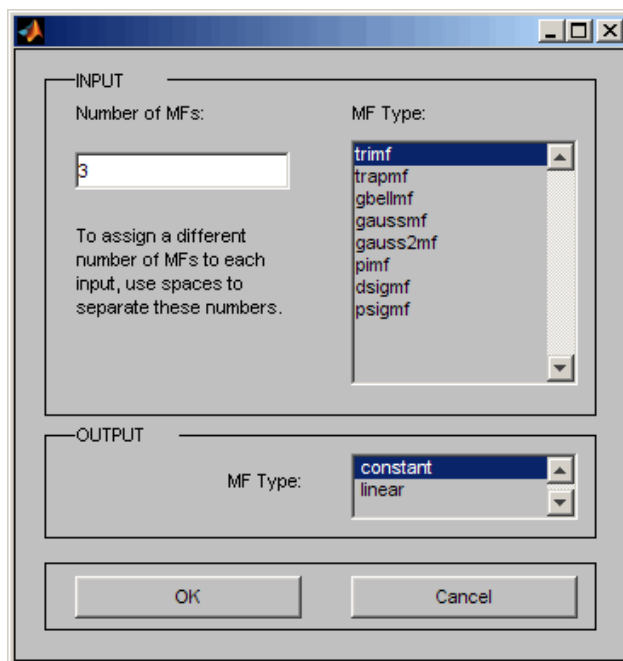 INPUT
Number of MFs:
3
To assign a different
number of MFs to each
input, use spaces to
separate these numbers.
MF Type:
trimf
trapmf
gbellmf
gaussmf
gauss2mf
pimf
dsigmf
psigmf
OUTPUT
MF Type:
constant
linear
OK
Cancel